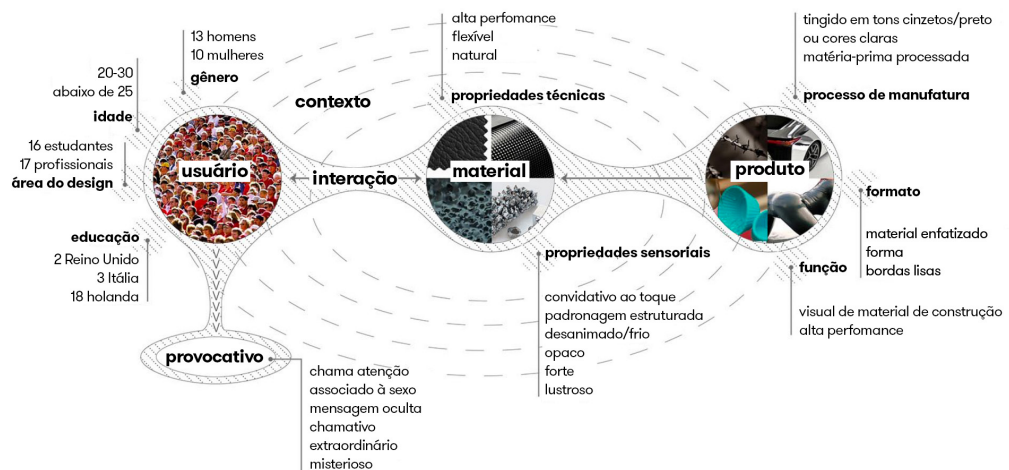 13 homens
10 mulheres
gênero
20-30
abaixo de 25
idade
16 estudantes
17 profissionais
área do design
educação
2 Reino Unido
3 Itália
18 holanda
usuário
contexto
interação
provocativo
chama atenção
associado à sexo
mensagem oculta
chamativo
extraordinário
misterioso
alta perfomance
flexível
natural
propriedades técnicas
material
propriedades sensoriais
convidativo ao toque
padronagem estruturada
desanimado/frio
opaco
forte
lustroso
tingido em tons cinzetos/preto
ou cores claras
matéria-prima processada
processo de manufatura
produto
formato
material enfatizado
forma
bordas lisas
função
visual de material de construção
alta perfomance